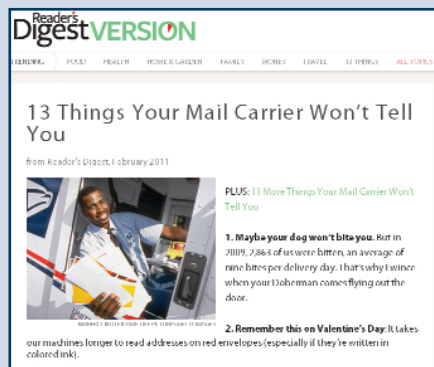 Reader's
Digest VERSION
TRENDING FOOD HEALTH HOME & GARDEN FAMILY MONEY TRAVEL 13 THINGS ALL TOPICS
13 Things Your Mail Carrier Won't Tell
You
from Reader's Digest, February 2011
PLUS: 11 More Things Your Mail Carrier Won't
Tell You
1. Maybe your dog won't bite you. But in
2009, 2,863 of us were bitten, an average of
nine bites per delivery day. That's why I wince
when your Doberman comes flying out the
door.
2. Remember this on Valentine's Day: It takes
our machines longer to read addresses on red envelopes (especially if they're written in
colored ink).